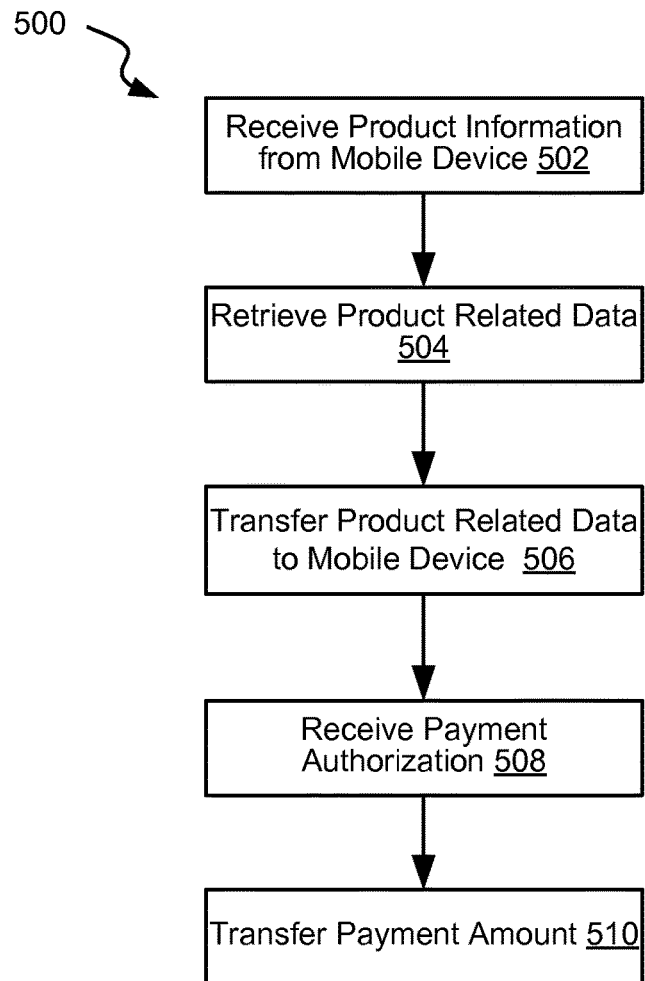 500
Receive Product Information
from Mobile Device 502
Retrieve Product Related Data
504
Transfer Product Related Data
to Mobile Device 506
Receive Payment
Authorization 508
Transfer Payment Amount 510